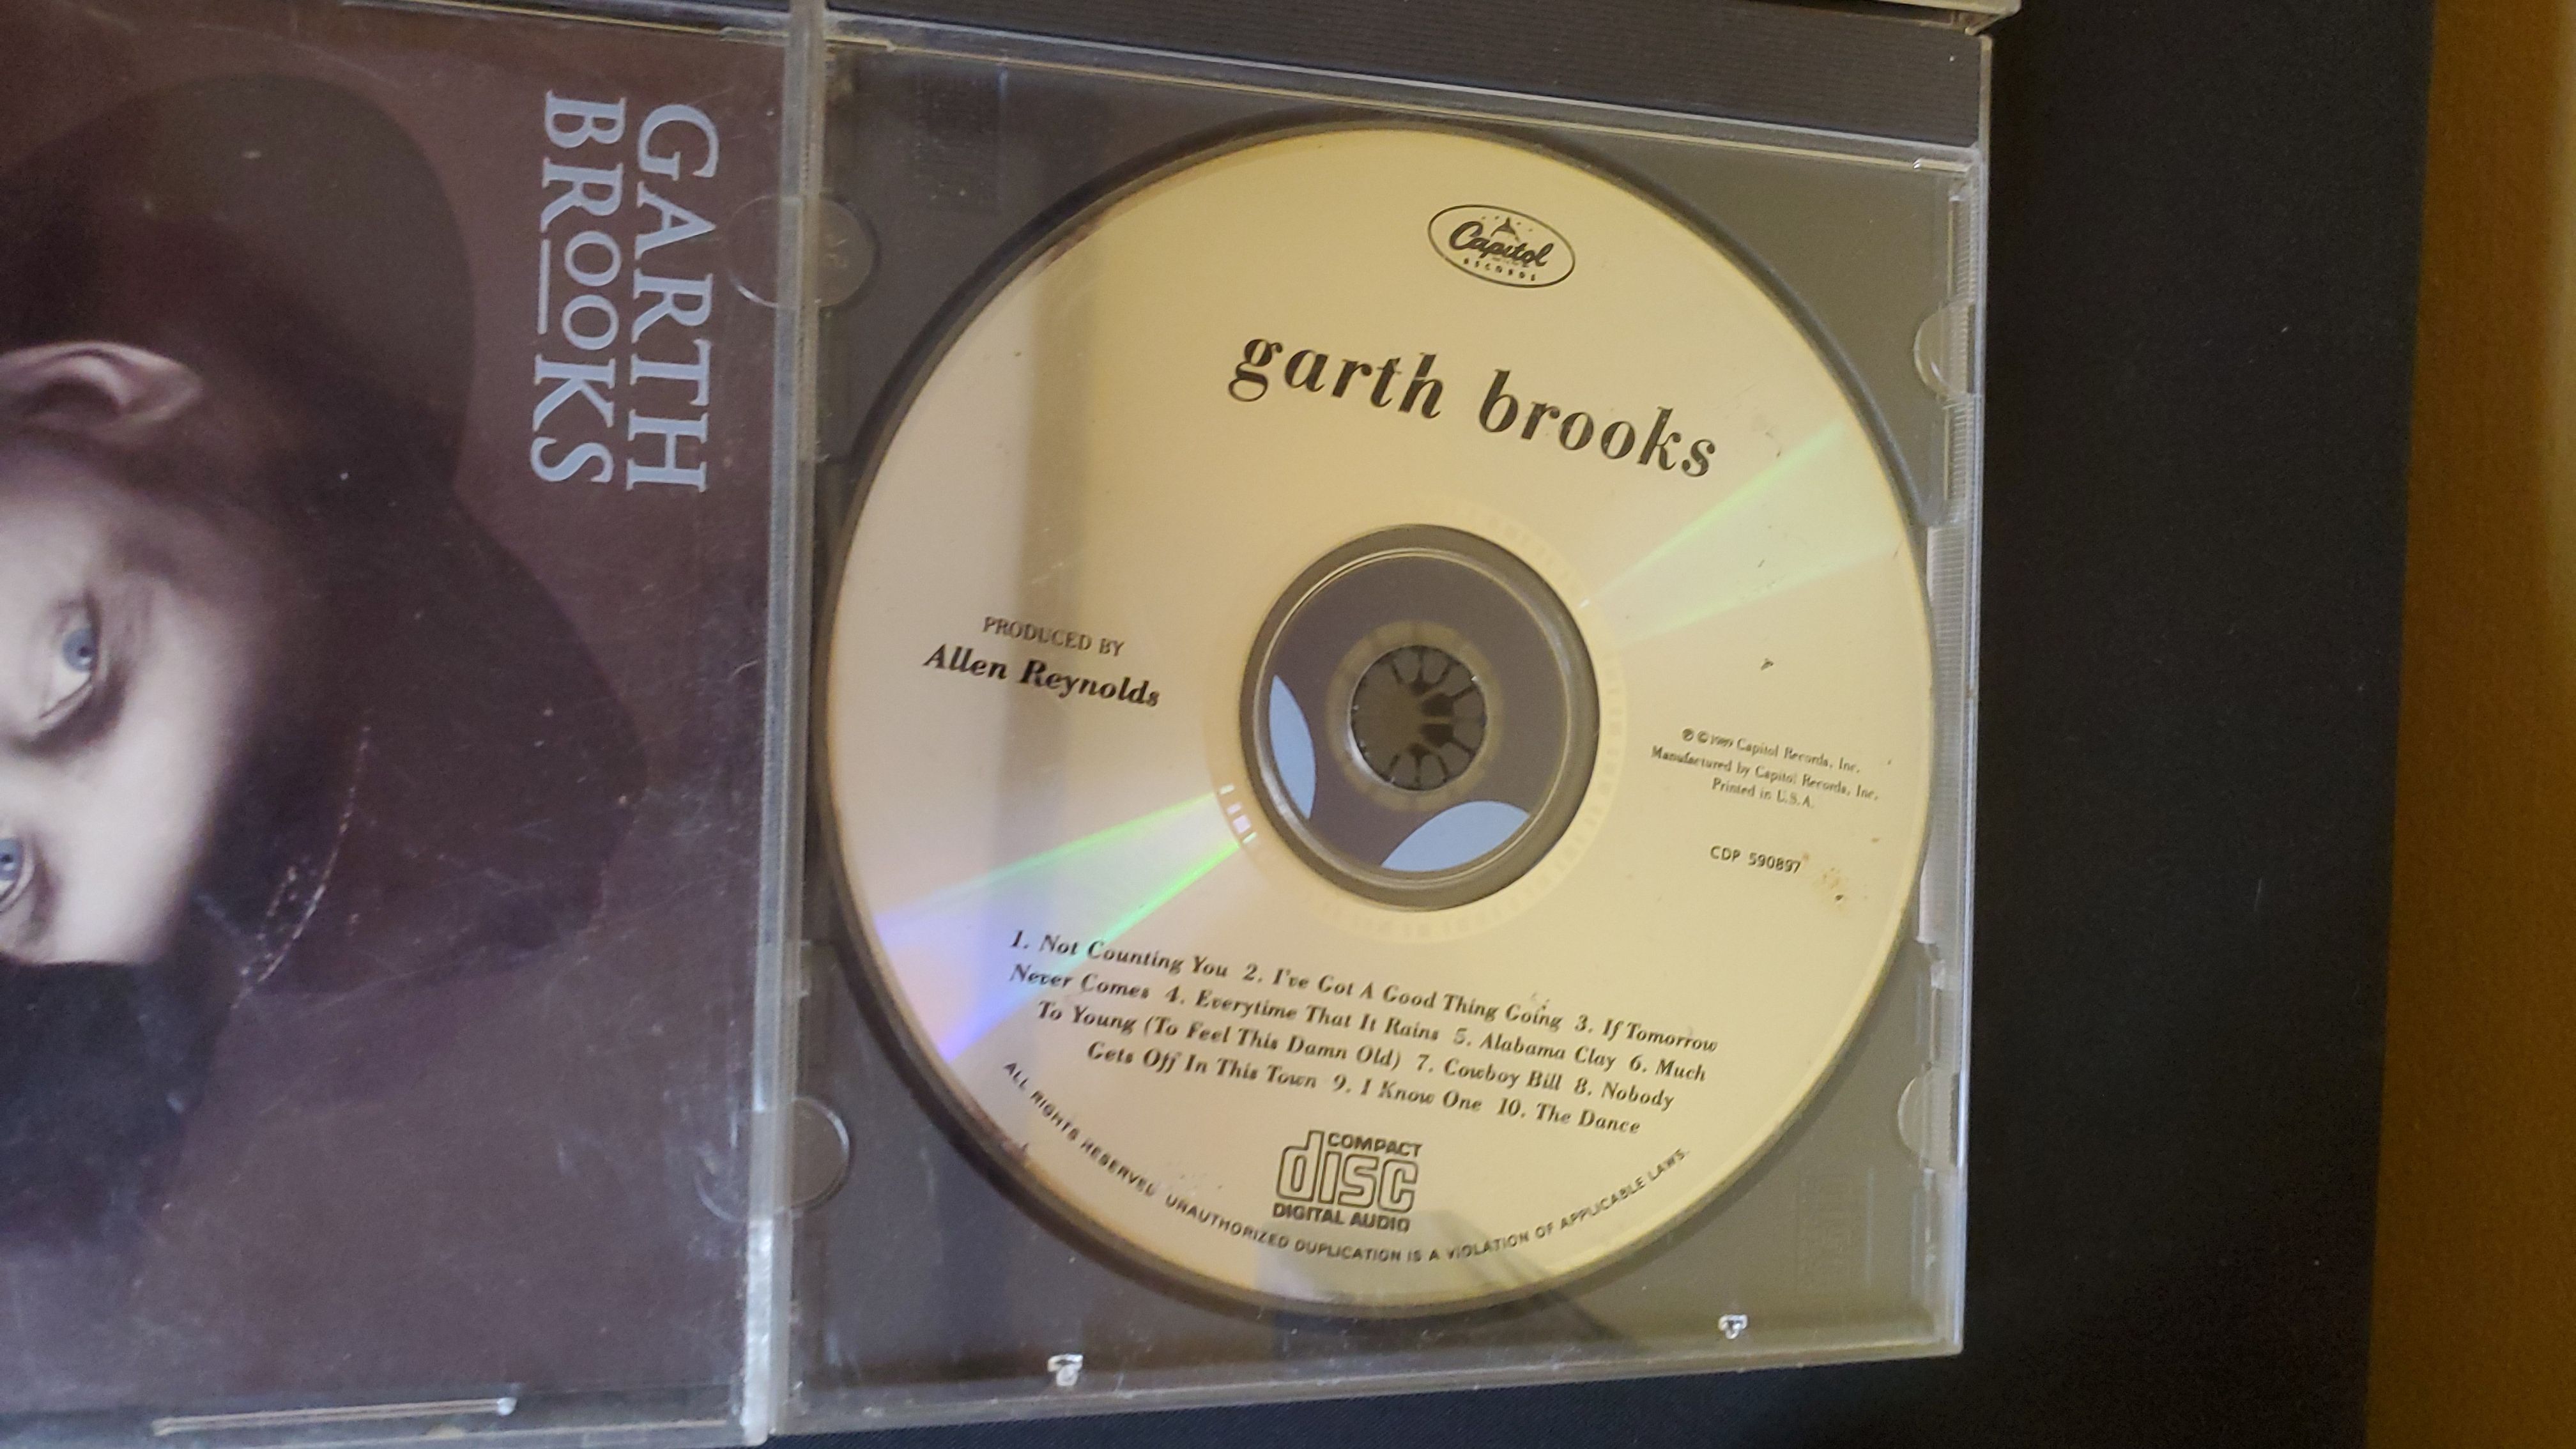 GARTH
BROOKS
Capitol
RECORDS
garth brooks
PRODUCED BY
Allen Reynolds
℗ © 1989 Capitol Records, Inc.
Manufactured by Capitol Records, Inc.
Printed in U.S.A.
CDP 590897
1. Not Counting You 2. I've Got A Good Thing Going 3. If Tomorrow
Never Comes 4. Everytime That It Rains 5. Alabama Clay 6. Much
To Young (To Feel This Damn Old) 7. Cowboy Bill 8. Nobody
Gets Off In This Town 9. I Know One 10. The Dance
COMPACT
disc
DIGITAL AUDIO
ALL RIGHTS RESERVED UNAUTHORIZED DUPLICATION IS A VIOLATION OF APPLICABLE LAWS.